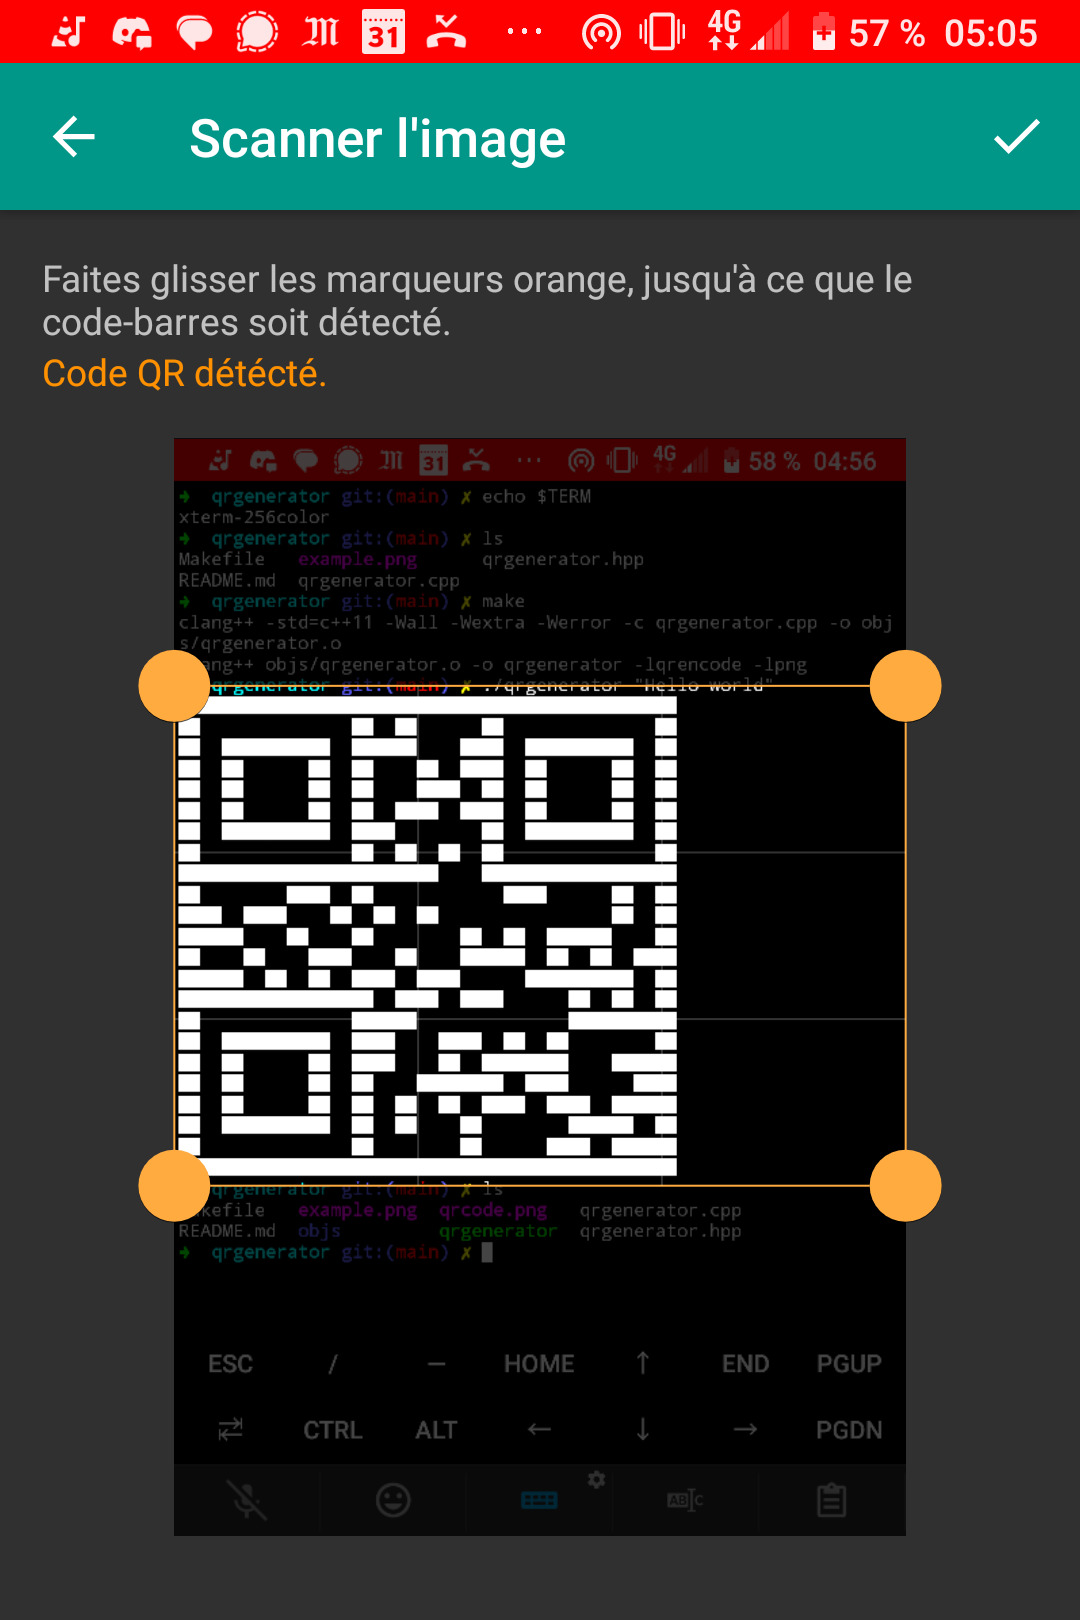 31 4G 57 % 05:05
Scanner l'image
Faites glisser les marqueurs orange, jusqu'à ce que le
code-barres soit détecté.
Code QR détécté.
31 4G 58 % 04:56
➜ qrgenerator git:(main) ✗ echo $TERM
xterm-256color
➜ qrgenerator git:(main) ✗ ls
Makefile example.png qrgenerator.hpp
README.md qrgenerator.cpp
➜ qrgenerator git:(main) ✗ make
clang++ -std=c++11 -Wall -Wextra -Werror -c qrgenerator.cpp -o obj
s/qrgenerator.o
ang++ objs/qrgenerator.o -o qrgenerator -lqrencode -lpng
qrgenerator git:(main) ✗ ./qrgenerator "Hello world"
qrgenerator git:(main) ✗ ls
kefile example.png qrcode.png qrgenerator.cpp
README.md objs qrgenerator qrgenerator.hpp
➜ qrgenerator git:(main) ✗
ESC / — HOME ↑ END PGUP
⇄ CTRL ALT ← ↓ → PGDN
ABC